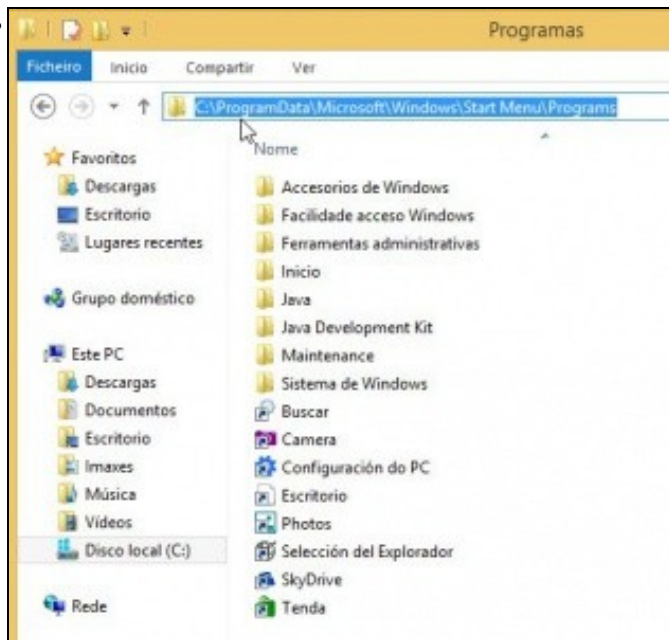 Programas
Ficheiro Inicio Compartir Ver
C:\ProgramData\Microsoft\Windows\Start Menu\Programs
Favoritos
Descargas
Escritorio
Lugares recentes
Grupo doméstico
Este PC
Descargas
Documentos
Escritorio
Imaxes
Música
Vídeos
Disco local (C:)
Rede
Nome
Accesorios de Windows
Facilidade acceso Windows
Ferramentas administrativas
Inicio
Java
Java Development Kit
Maintenance
Sistema de Windows
Buscar
Camera
Configuración do PC
Escritorio
Photos
Selección del Explorador
SkyDrive
Tenda